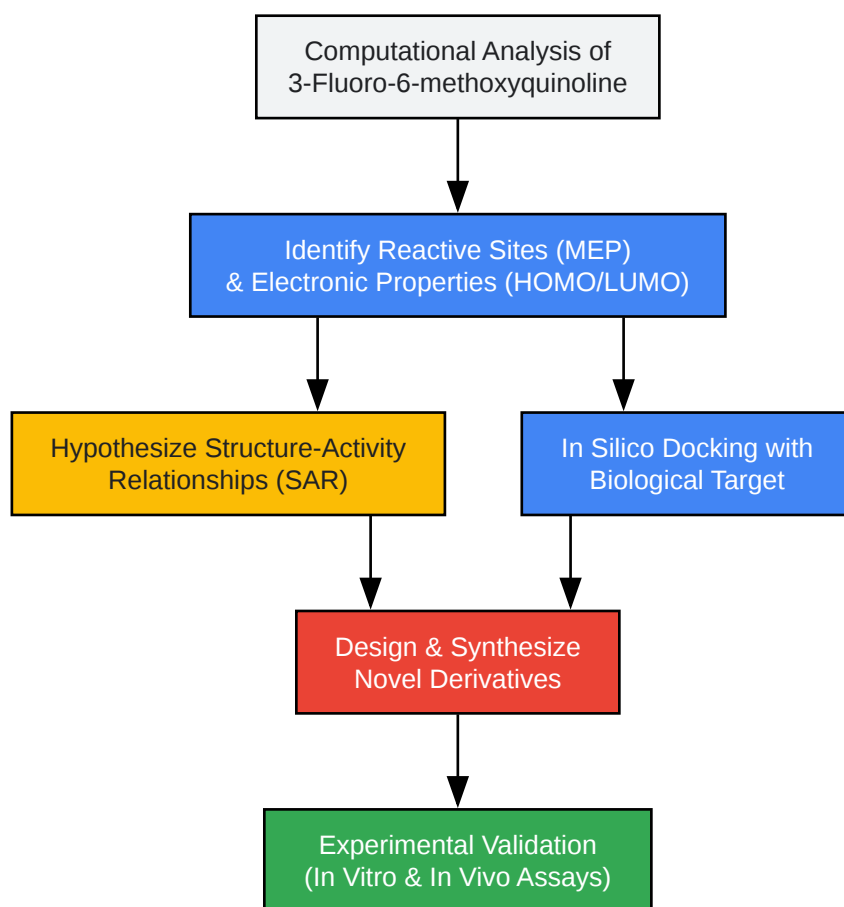 Computational Analysis of
3-Fluoro-6-methoxyquinoline
Identify Reactive Sites (MEP)
& Electronic Properties (HOMO/LUMO)
Hypothesize Structure-Activity
Relationships (SAR)
In Silico Docking with
Biological Target
Design & Synthesize
Novel Derivatives
Experimental Validation
(In Vitro & In Vivo Assays)